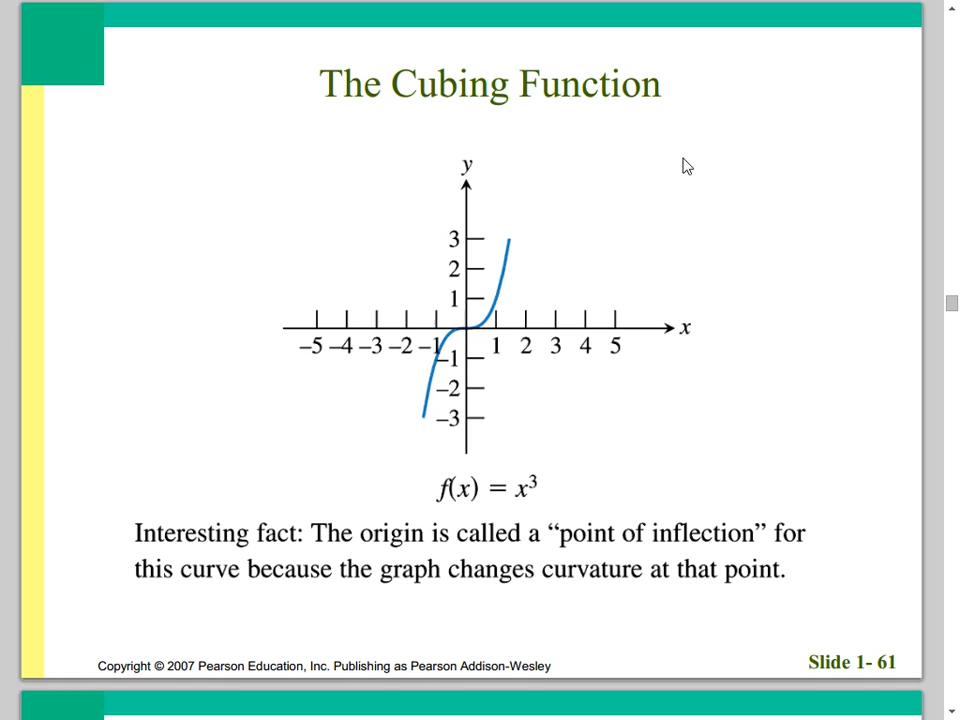 The Cubing Function
y
3
2
1
x
–5 –4 –3 –2 –1 1 2 3 4 5
–1
–2
–3
f(x) = x³
Interesting fact: The origin is called a “point of inflection” for
this curve because the graph changes curvature at that point.
Copyright © 2007 Pearson Education, Inc. Publishing as Pearson Addison-Wesley
Slide 1- 61